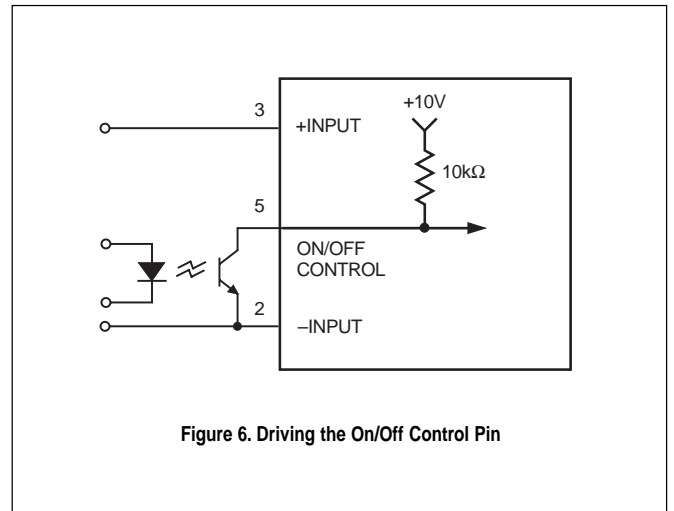 +10V
3
+INPUT
10kΩ
5
ON/OFF
CONTROL
2
–INPUT
Figure 6. Driving the On/Off Control Pin